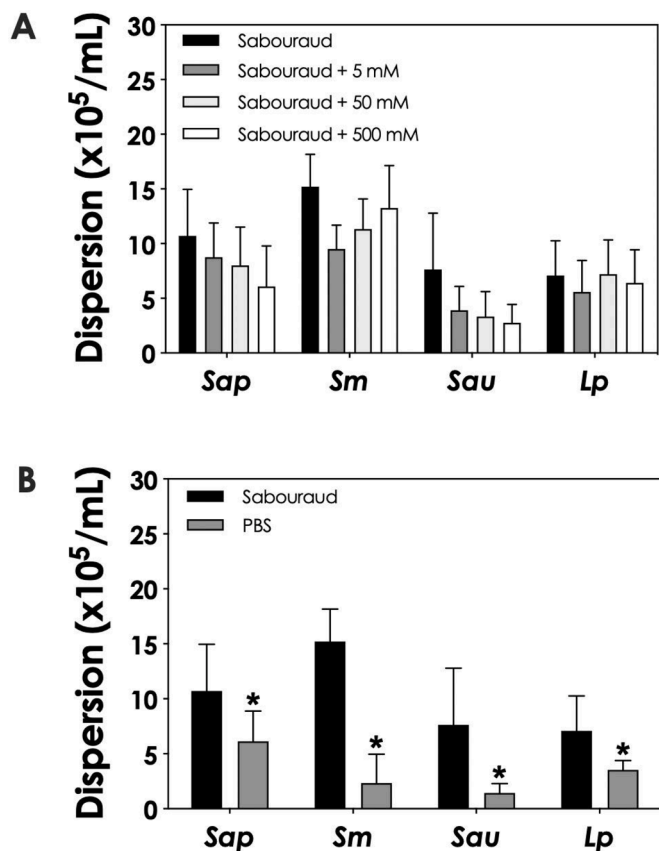 A
Dispersion (x10⁵/mL)
30
25
20
15
10
5
0
Sabouraud
Sabouraud + 5 mM
Sabouraud + 50 mM
Sabouraud + 500 mM
Sap Sm Sau Lp
B
Dispersion (x10⁵/mL)
30
25
20
15
10
5
0
Sabouraud
PBS
* * * *
Sap Sm Sau Lp